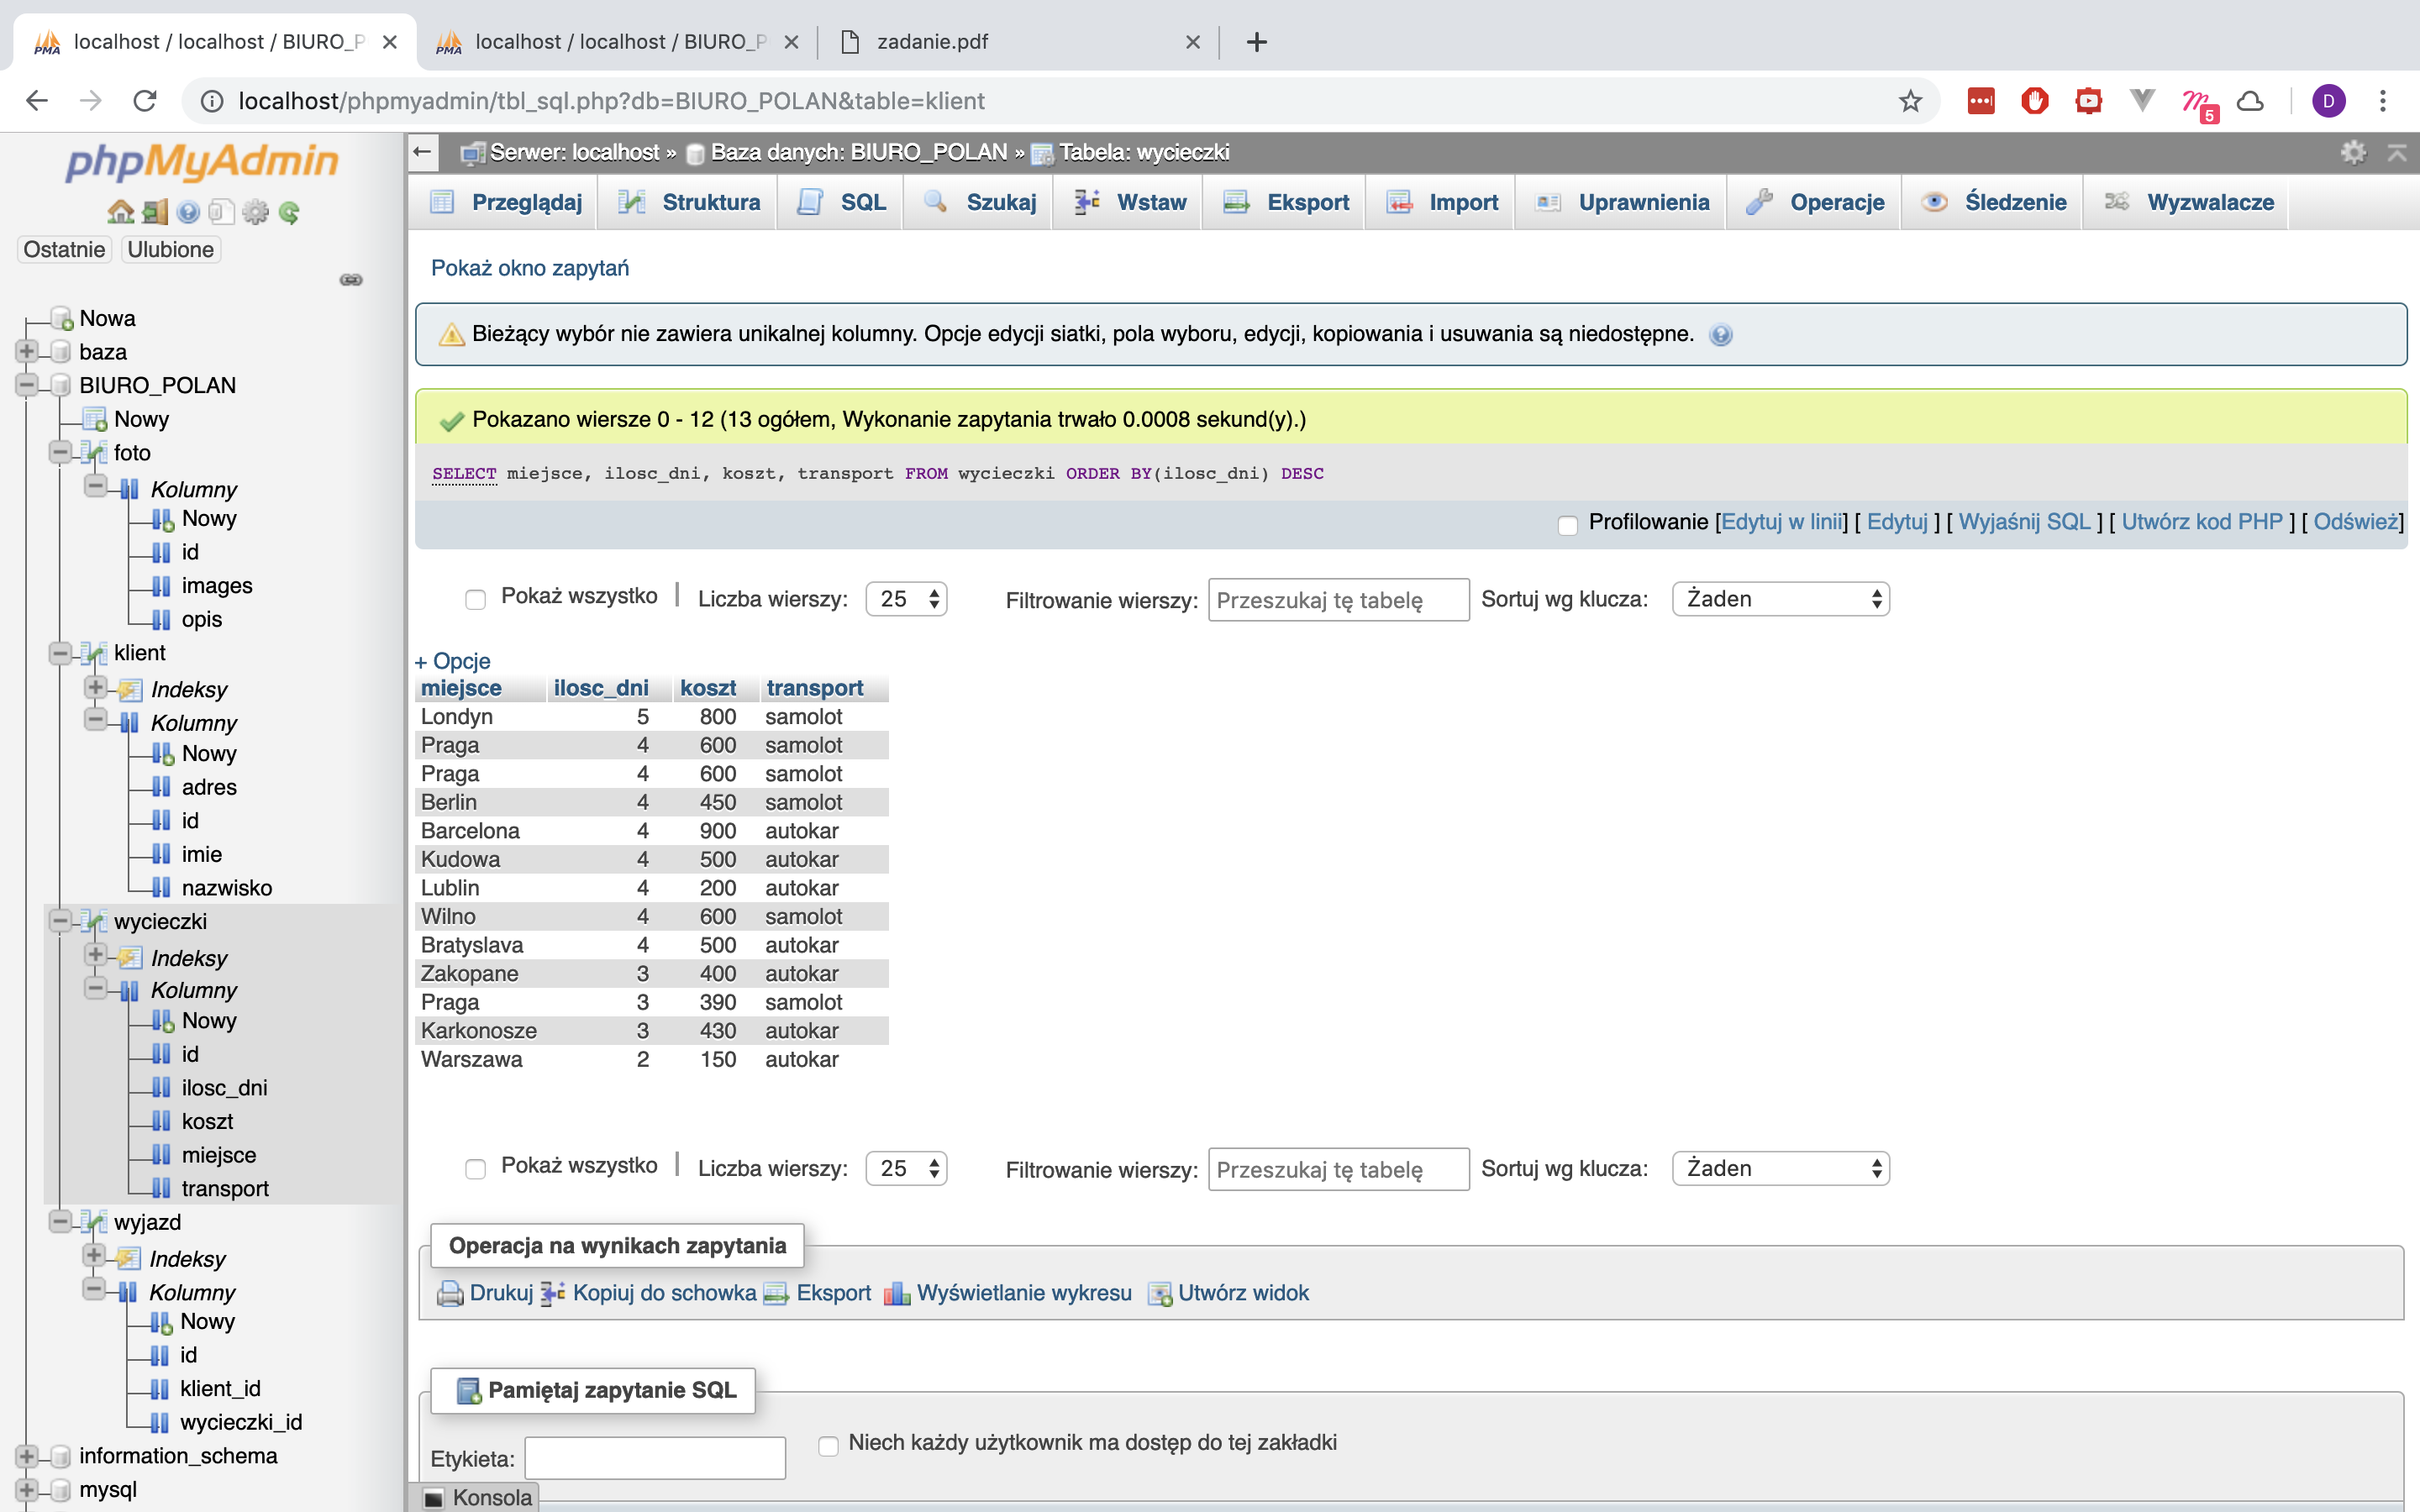 localhost / localhost / BIURO_P
localhost / localhost / BIURO_P
zadanie.pdf
localhost/phpmyadmin/tbl_sql.php?db=BIURO_POLAN&table=klient
5
D
phpMyAdmin
Ostatnie Ulubione
Nowa
baza
BIURO_POLAN
Nowy
foto
Kolumny
Nowy
id
images
opis
klient
Indeksy
Kolumny
Nowy
adres
id
imie
nazwisko
wycieczki
Indeksy
Kolumny
Nowy
id
ilosc_dni
koszt
miejsce
transport
wyjazd
Indeksy
Kolumny
Nowy
id
klient_id
wycieczki_id
information_schema
mysql
Serwer: localhost » Baza danych: BIURO_POLAN » Tabela: wycieczki
Przeglądaj Struktura SQL Szukaj Wstaw Eksport Import Uprawnienia Operacje Śledzenie Wyzwalacze
Pokaż okno zapytań
Bieżący wybór nie zawiera unikalnej kolumny. Opcje edycji siatki, pola wyboru, edycji, kopiowania i usuwania są niedostępne.
Pokazano wiersze 0 - 12 (13 ogółem, Wykonanie zapytania trwało 0.0008 sekund(y).)
SELECT miejsce, ilosc_dni, koszt, transport FROM wycieczki ORDER BY(ilosc_dni) DESC
Profilowanie [Edytuj w linii] [ Edytuj ] [ Wyjaśnij SQL ] [ Utwórz kod PHP ] [ Odśwież]
Pokaż wszystko | Liczba wierszy: 25 Filtrowanie wierszy: Przeszukaj tę tabelę Sortuj wg klucza: Żaden
+ Opcje
miejsce ilosc_dni koszt transport
Londyn 5 800 samolot
Praga 4 600 samolot
Praga 4 600 samolot
Berlin 4 450 samolot
Barcelona 4 900 autokar
Kudowa 4 500 autokar
Lublin 4 200 autokar
Wilno 4 600 samolot
Bratyslava 4 500 autokar
Zakopane 3 400 autokar
Praga 3 390 samolot
Karkonosze 3 430 autokar
Warszawa 2 150 autokar
Pokaż wszystko | Liczba wierszy: 25 Filtrowanie wierszy: Przeszukaj tę tabelę Sortuj wg klucza: Żaden
Operacja na wynikach zapytania
Drukuj Kopiuj do schowka Eksport Wyświetlanie wykresu Utwórz widok
Pamiętaj zapytanie SQL
Etykieta: Niech każdy użytkownik ma dostęp do tej zakładki
Konsola